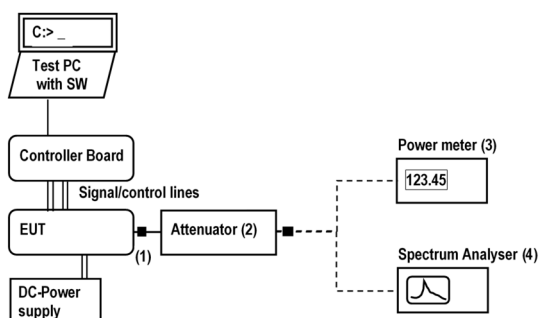 C:> _
Test PC
with SW
Controller Board
Signal/control lines
EUT
(1)
Attenuator (2)
Power meter (3)
123.45
Spectrum Analyser (4)
DC-Power
supply